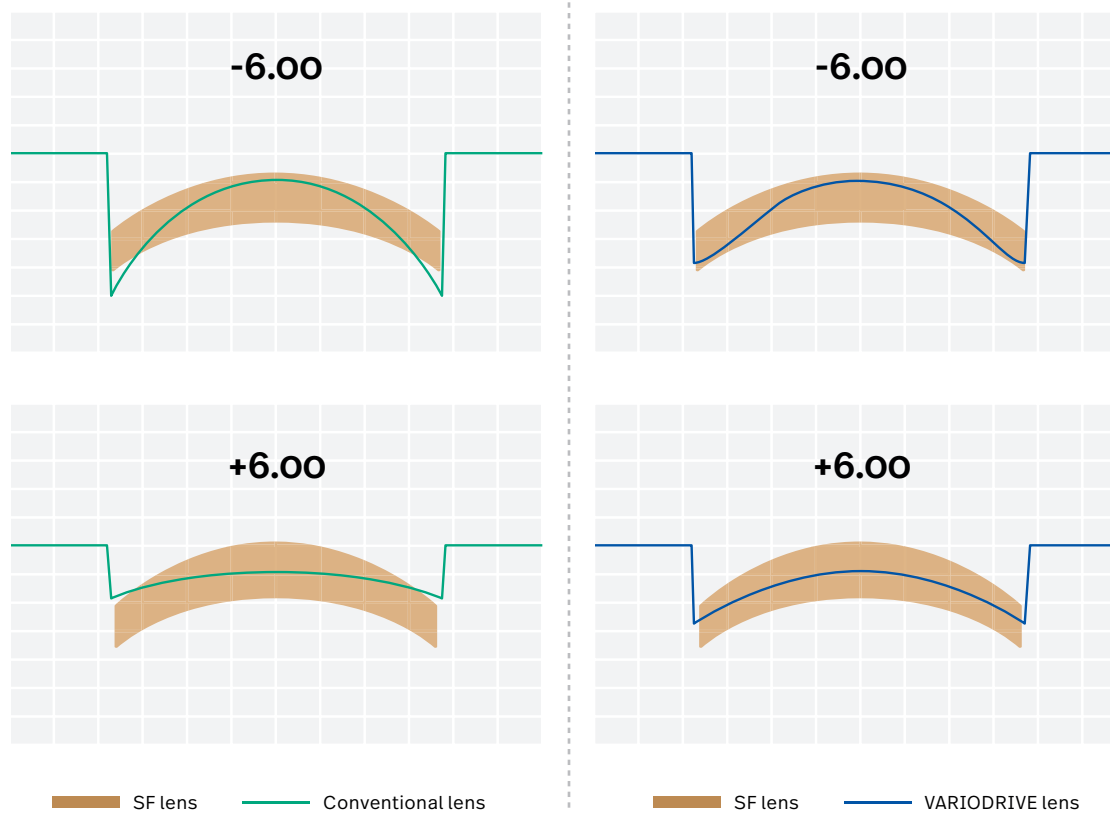 -6.00
-6.00
+6.00
+6.00
SF lens
Conventional lens
SF lens
VARIODRIVE lens